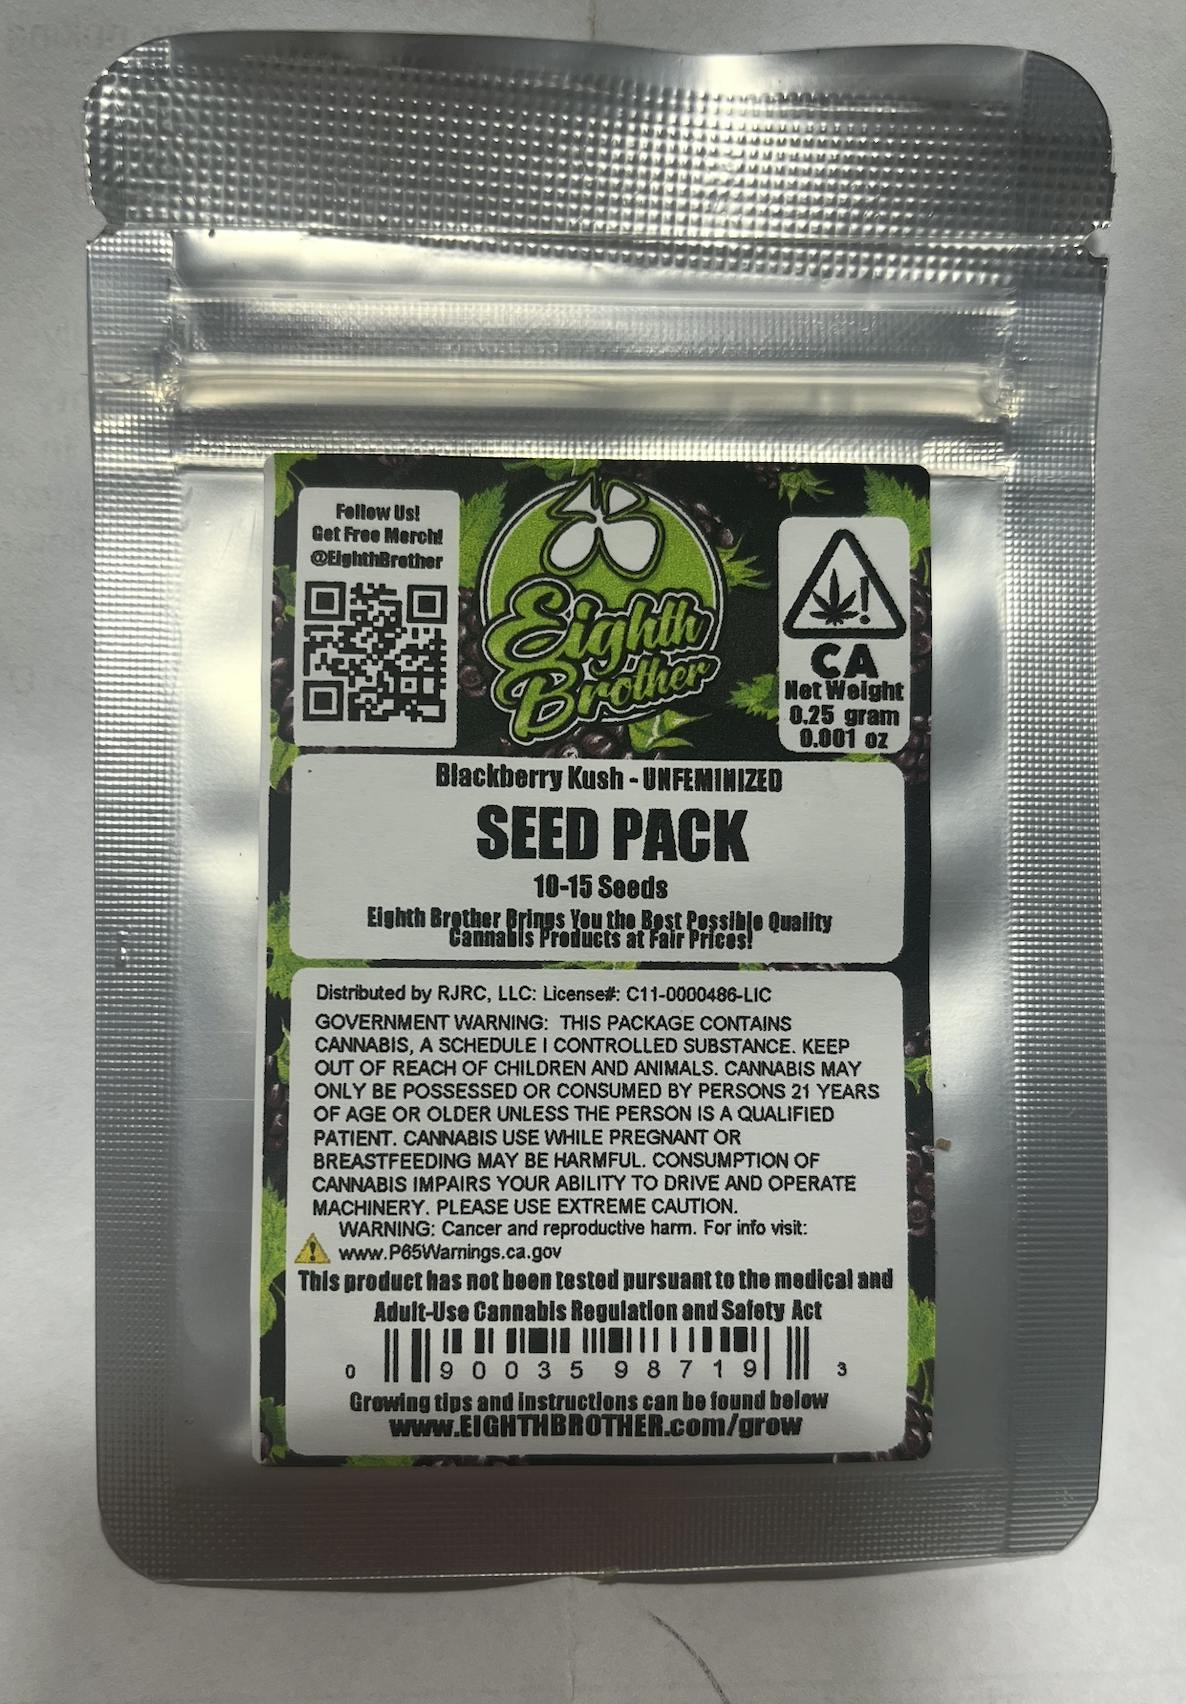 Follow Us!
Get Free Merch!
@EighthBrother
Eighth
Brother
CA
Net Weight
0.25 gram
0.001 oz
Blackberry Kush - UNFEMINIZED
SEED PACK
10-15 Seeds
Eighth Brother Brings You the Best Possible Quality
Cannabis Products at Fair Prices!
Distributed by RJRC, LLC: License#: C11-0000486-LIC
GOVERNMENT WARNING: THIS PACKAGE CONTAINS
CANNABIS, A SCHEDULE I CONTROLLED SUBSTANCE. KEEP
OUT OF REACH OF CHILDREN AND ANIMALS. CANNABIS MAY
ONLY BE POSSESSED OR CONSUMED BY PERSONS 21 YEARS
OF AGE OR OLDER UNLESS THE PERSON IS A QUALIFIED
PATIENT. CANNABIS USE WHILE PREGNANT OR
BREASTFEEDING MAY BE HARMFUL. CONSUMPTION OF
CANNABIS IMPAIRS YOUR ABILITY TO DRIVE AND OPERATE
MACHINERY. PLEASE USE EXTREME CAUTION.
WARNING: Cancer and reproductive harm. For info visit:
www.P65Warnings.ca.gov
This product has not been tested pursuant to the medical and
Adult-Use Cannabis Regulation and Safety Act
0 90035 98719 3
Growing tips and instructions can be found below
www.EIGHTHBROTHER.com/grow